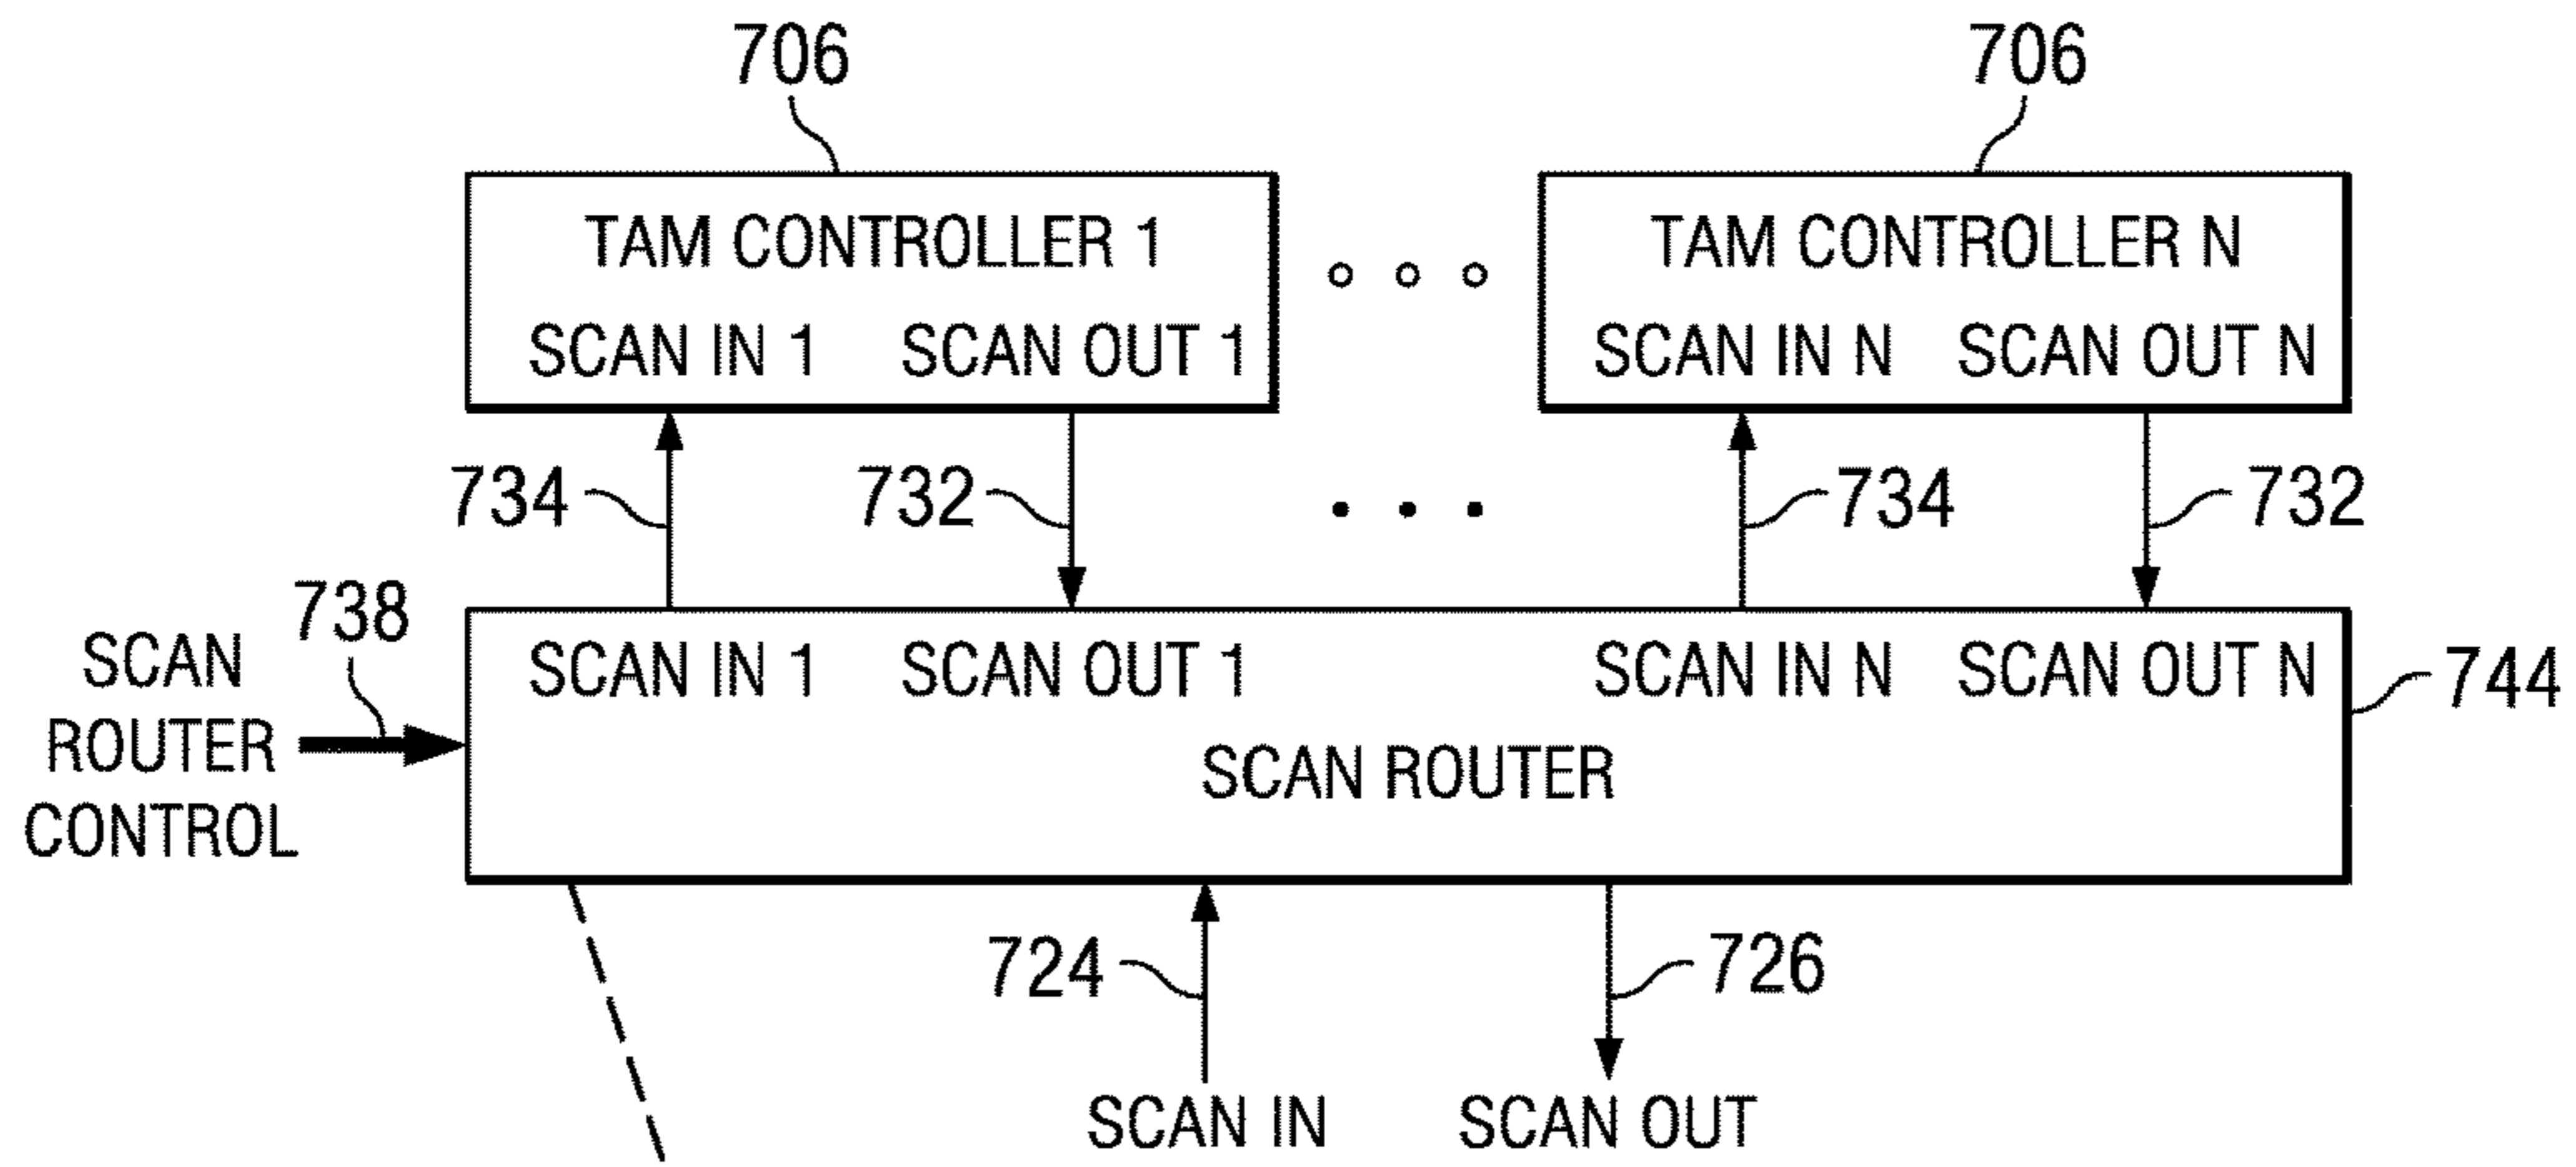 706 706
TAM CONTROLLER 1 TAM CONTROLLER N
SCAN IN 1 SCAN OUT 1 SCAN IN N SCAN OUT N
734 732 734 732
738
SCAN
ROUTER
CONTROL
SCAN IN 1 SCAN OUT 1 SCAN IN N SCAN OUT N
744
SCAN ROUTER
724 726
SCAN IN SCAN OUT